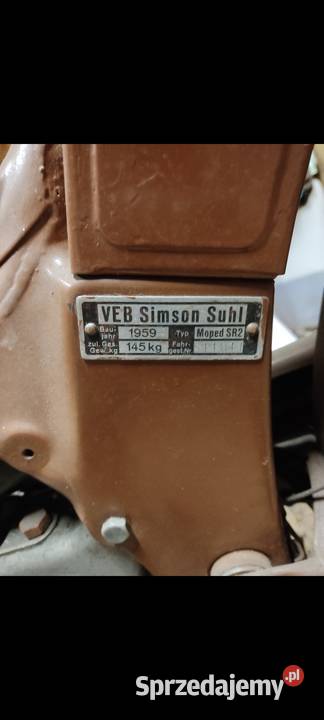 VEB Simson Suhl
Bau-
jahr 1959 Typ Moped SR2
zul. Ges. Fahr-
Gew. kg 145 kg gest.Nr.
Sprzedajemy.pl